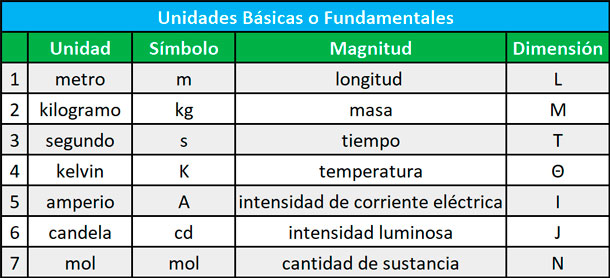 Unidades Básicas o Fundamentales
Unidad Símbolo Magnitud Dimensión
1 metro m longitud L
2 kilogramo kg masa M
3 segundo s tiempo T
4 kelvin K temperatura Θ
5 amperio A intensidad de corriente eléctrica I
6 candela cd intensidad luminosa J
7 mol mol cantidad de sustancia N